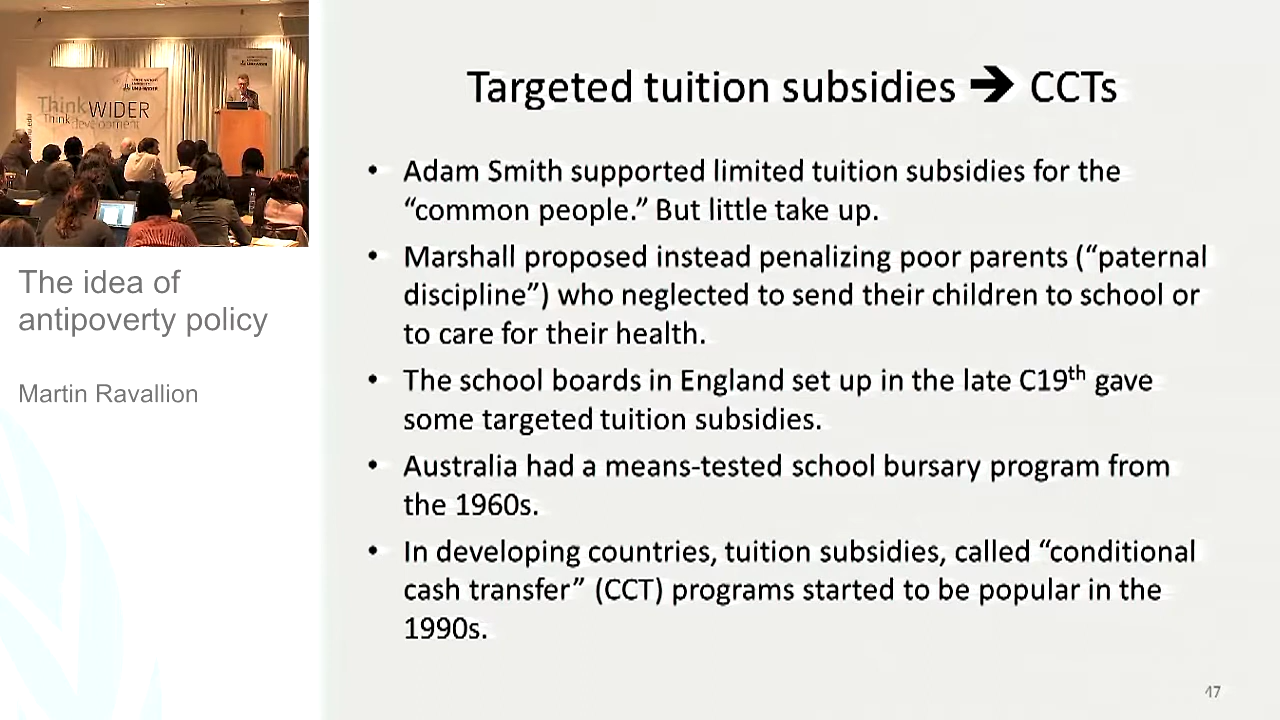 Think WIDER
Think development
UNU-WIDER
UNU-WIDER
The idea of
antipoverty policy
Martin Ravallion
Targeted tuition subsidies ➔ CCTs
• Adam Smith supported limited tuition subsidies for the
“common people.” But little take up.
• Marshall proposed instead penalizing poor parents (“paternal
discipline”) who neglected to send their children to school or
to care for their health.
• The school boards in England set up in the late C19th gave
some targeted tuition subsidies.
• Australia had a means-tested school bursary program from
the 1960s.
• In developing countries, tuition subsidies, called “conditional
cash transfer” (CCT) programs started to be popular in the
1990s.
17